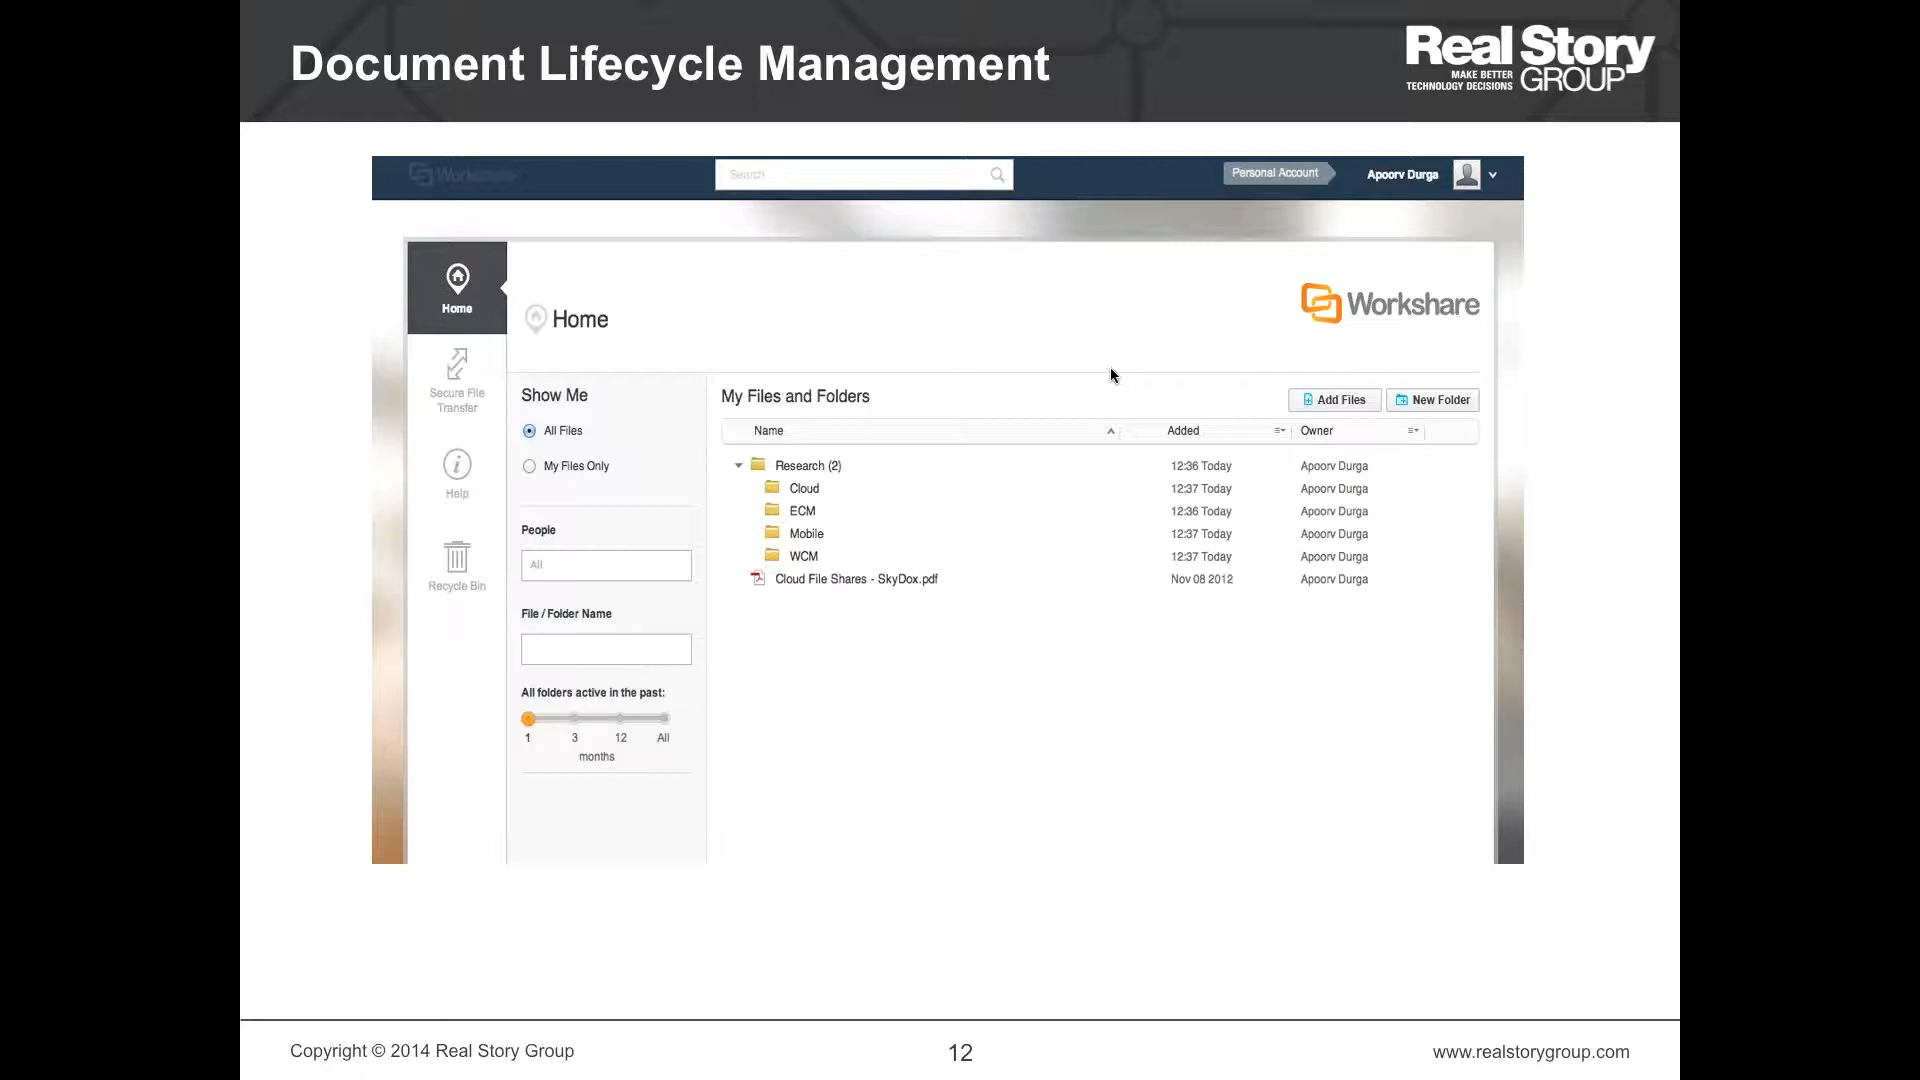 Document Lifecycle Management
Real Story
MAKE BETTER
TECHNOLOGY DECISIONS
GROUP
Workshare
Search
Personal Account
Apoorv Durga
Home
Secure File
Transfer
Help
Recycle Bin
Home
Workshare
Show Me
All Files
My Files Only
People
All
File / Folder Name
All folders active in the past:
1 3 12 All
months
My Files and Folders
Add Files
New Folder
Name Added Owner
Research (2) 12:36 Today Apoorv Durga
Cloud 12:37 Today Apoorv Durga
ECM 12:36 Today Apoorv Durga
Mobile 12:37 Today Apoorv Durga
WCM 12:37 Today Apoorv Durga
Cloud File Shares - SkyDox.pdf Nov 08 2012 Apoorv Durga
Copyright © 2014 Real Story Group
12
www.realstorygroup.com